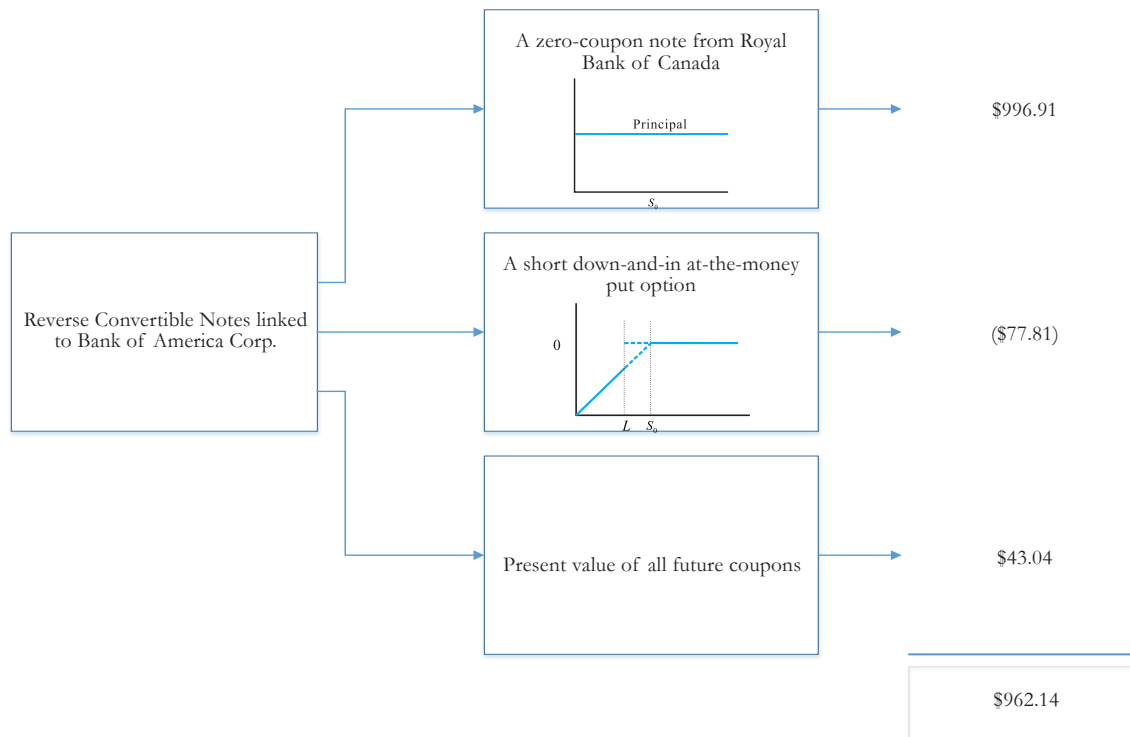 A zero-coupon note from Royal
Bank of Canada
Principal
S₀
$996.91
Reverse Convertible Notes linked
to Bank of America Corp.
A short down-and-in at-the-money
put option
0
L S₀
($77.81)
Present value of all future coupons
$43.04
$962.14